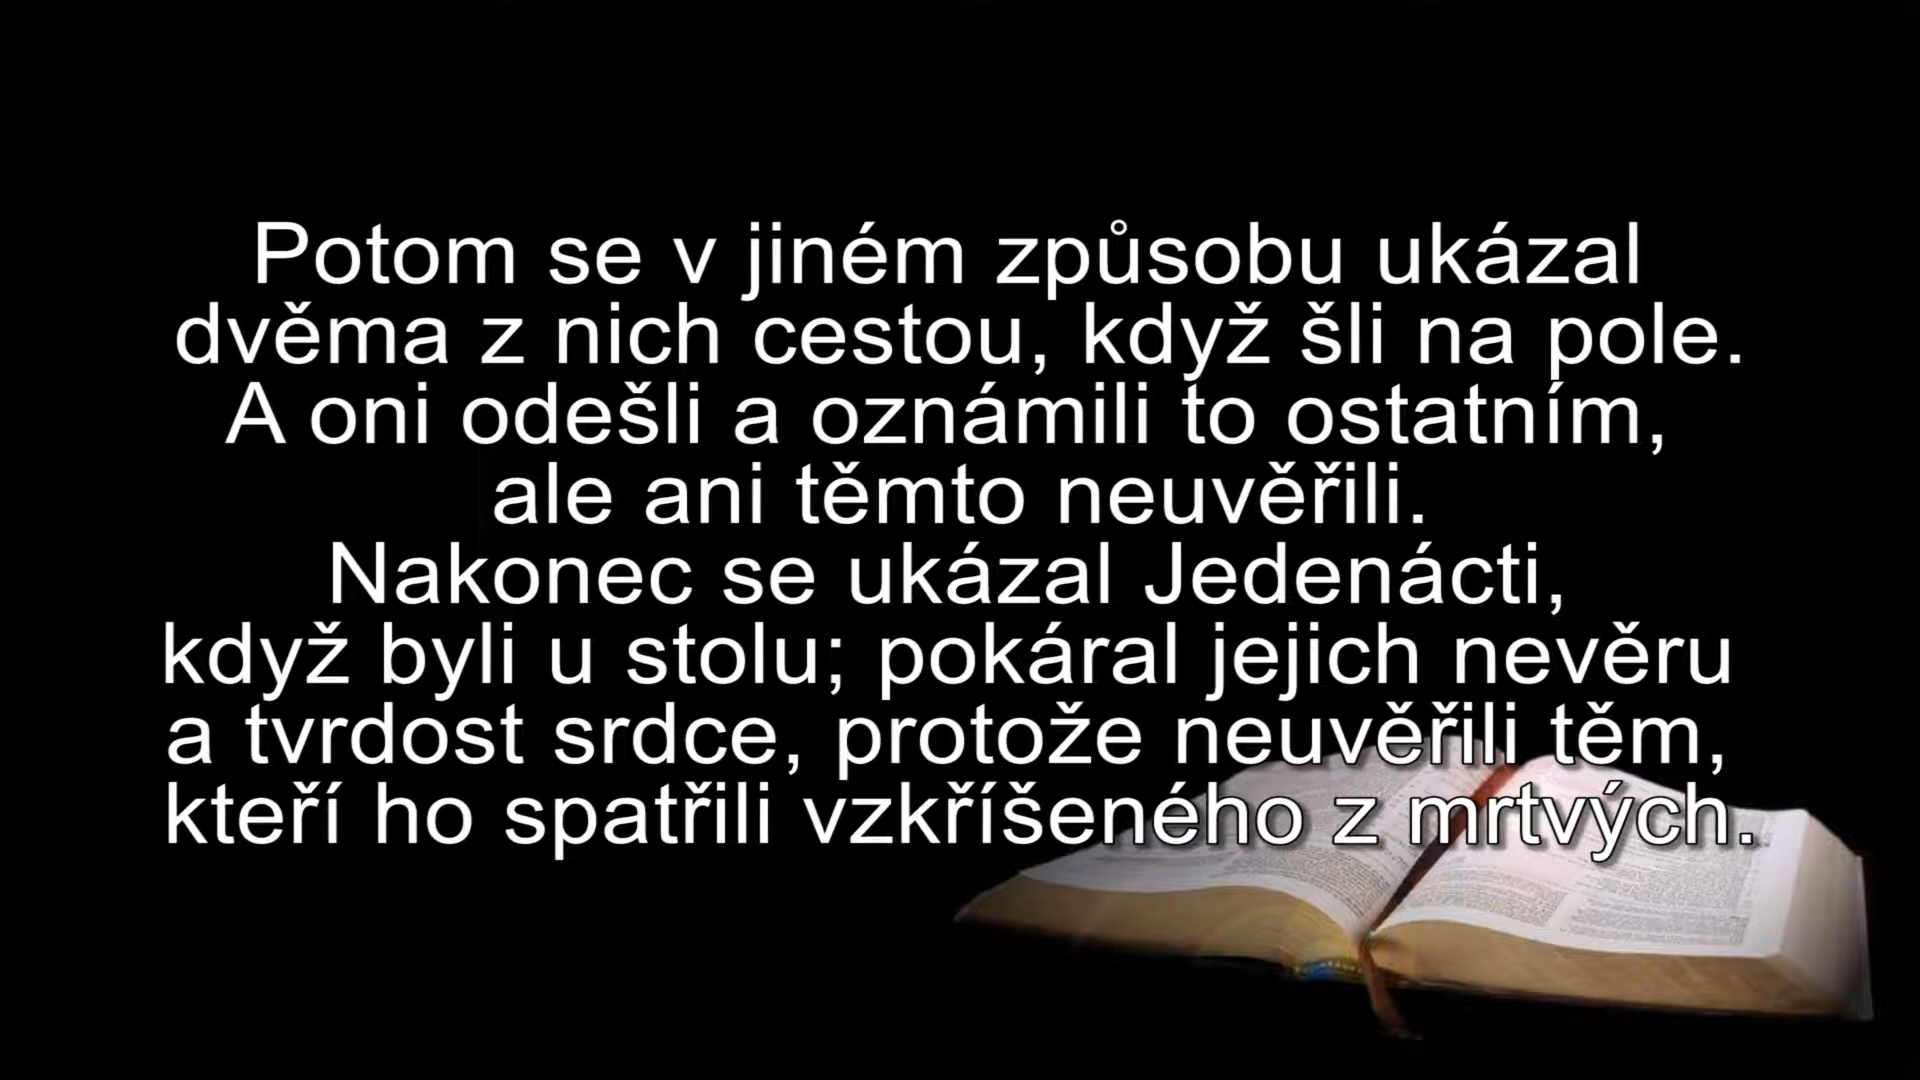 Potom se v jiném způsobu ukázal
dvěma z nich cestou, když šli na pole.
A oni odešli a oznámili to ostatním,
ale ani těmto neuvěřili.
Nakonec se ukázal Jedenácti,
když byli u stolu; pokáral jejich nevěru
a tvrdost srdce, protože neuvěřili těm,
kteří ho spatřili vzkříšeného z mrtvých.